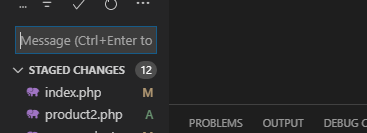 Message (Ctrl+Enter to
STAGED CHANGES 12
index.php M
product2.php A
PROBLEMS OUTPUT DEBUG C